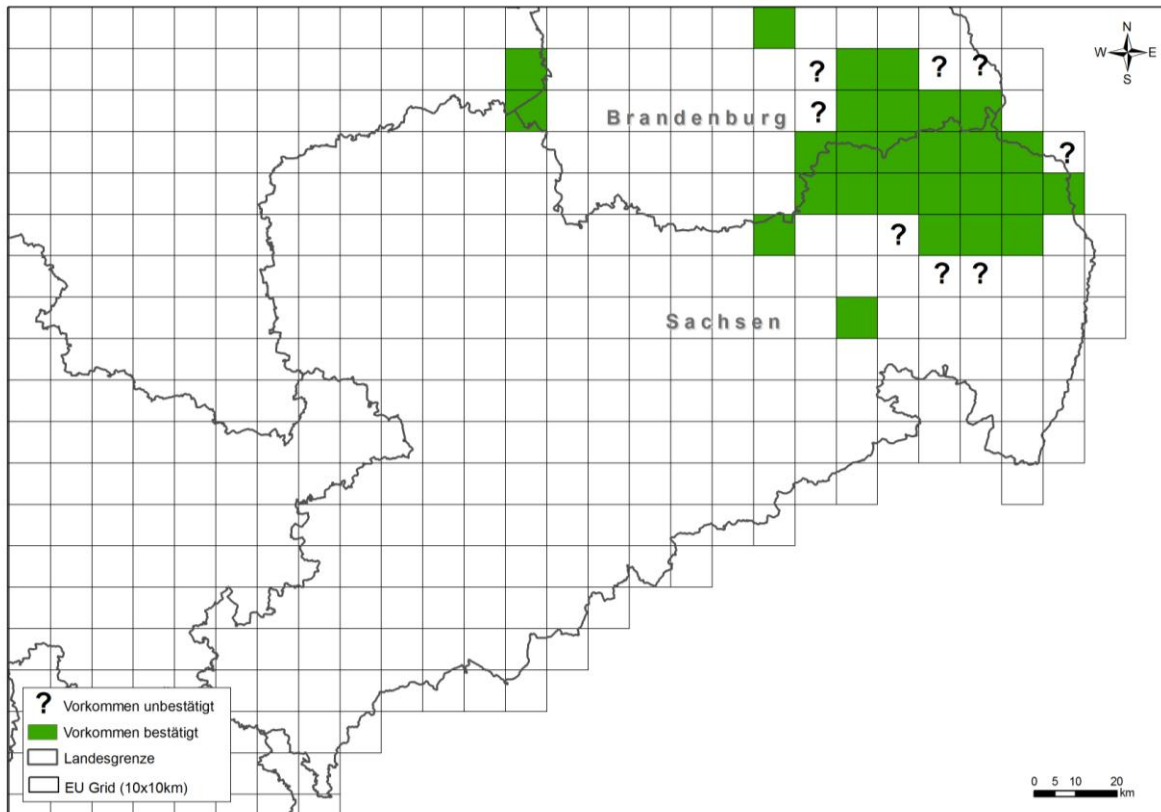 N
W E
S
? ? ?
? Brandenburg
?
?
? ?
Sachsen
? Vorkommen unbestätigt
Vorkommen bestätigt
Landesgrenze
EU Grid (10x10km)
0 5 10 20
km